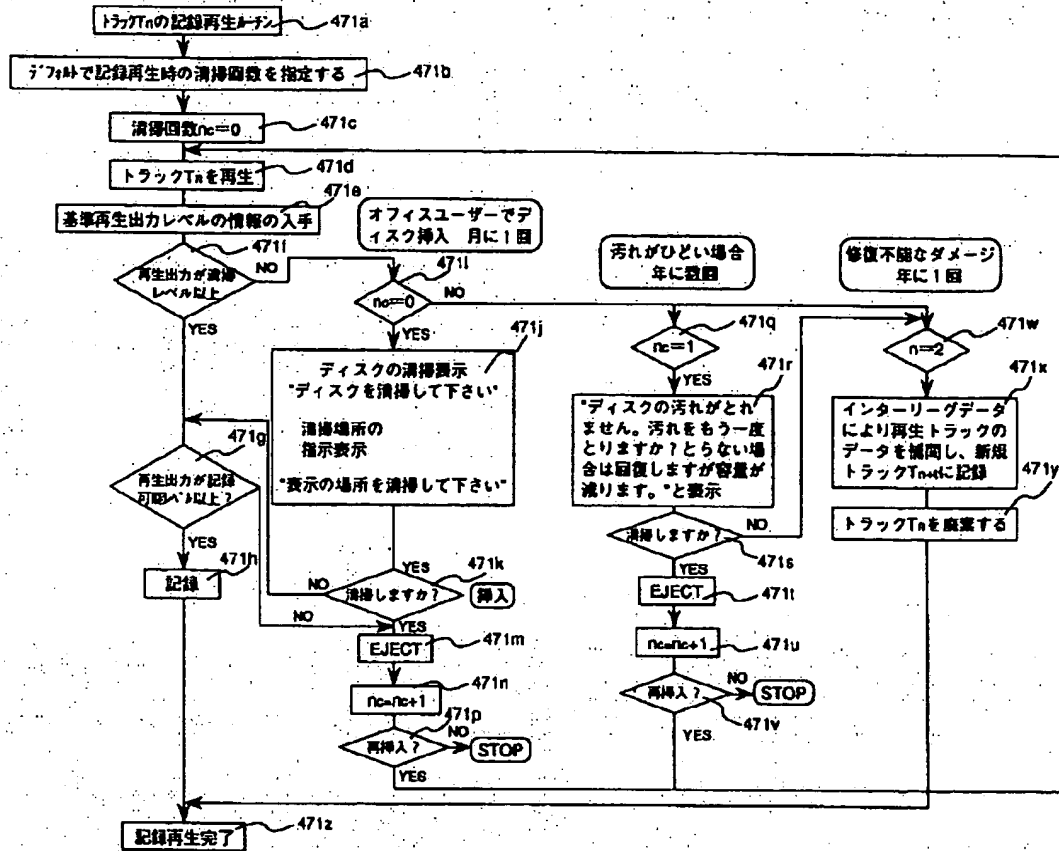 トラックTnの記録再生ルーチン
471a
デフォルトで記録再生時の清掃回数を指定する
471b
清掃回数nc=0
471c
トラックTnを再生
471d
基準再生出力レベルの情報の入手
471e
再生出力が清掃
レベル以上
471f
NO
YES
オフィスユーザーでデ
ィスク挿入 月に1回
nc=0
471i
NO
YES
汚れがひどい場合
年に数回
nc=1
471q
YES
修復不能なダメージ
年に1回
n=2
471w
ディスクの清掃表示
"ディスクを清掃して下さい"
清掃場所の
指示表示
"表示の場所を清掃して下さい"
471j
"ディスクの汚れがとれ
ません。汚れをもう一度
とりますか?とらない場
合は回復しますが容量が
減ります。"と表示
471r
インターリーグデータ
により再生トラックの
データを補間し、新規
トラックTn+tに記録
471x
トラックTnを廃棄する
471y
再生出力が記録
可能レベル以上?
471g
YES
NO
記録
471h
YES
清掃しますか?
471k
NO
YES
挿入
EJECT
471m
nc=nc+1
471n
再挿入?
471p
NO
STOP
YES
清掃しますか?
471s
NO
YES
EJECT
471t
nc=nc+1
471u
再挿入?
471v
NO
STOP
YES
記録再生完了
471z